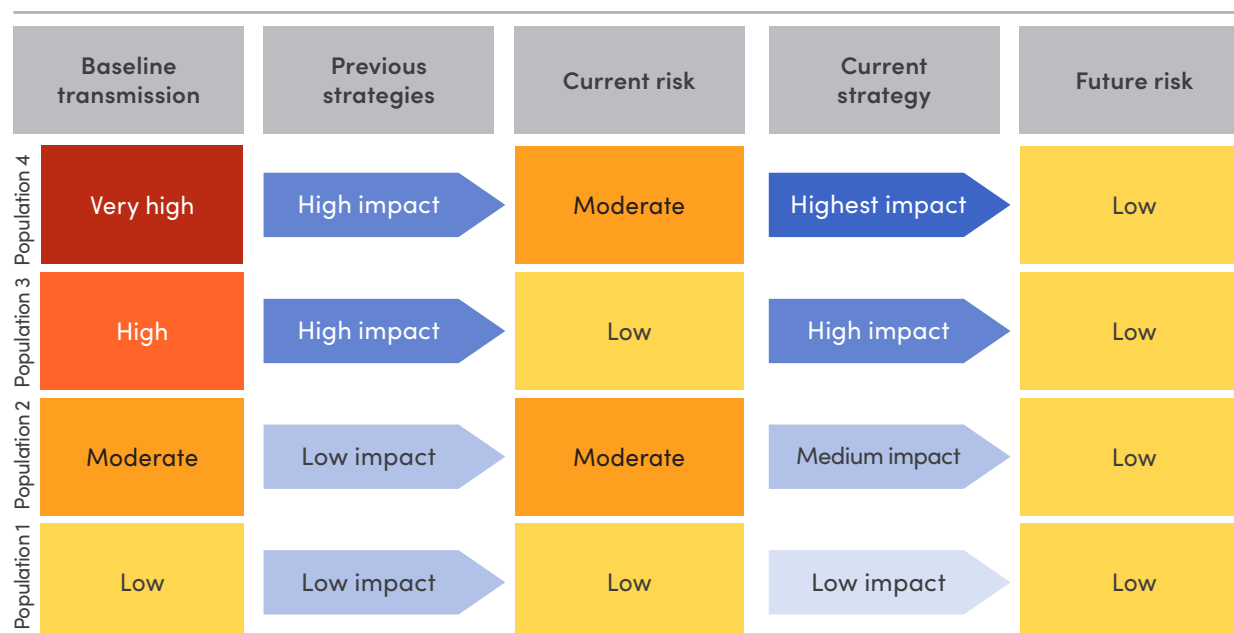 Baseline
transmission
Previous
strategies
Current risk
Current
strategy
Future risk
Population 4
Very high
High impact
Moderate
Highest impact
Low
Population 3
High
High impact
Low
High impact
Low
Population 2
Moderate
Low impact
Moderate
Medium impact
Low
Population 1
Low
Low impact
Low
Low impact
Low